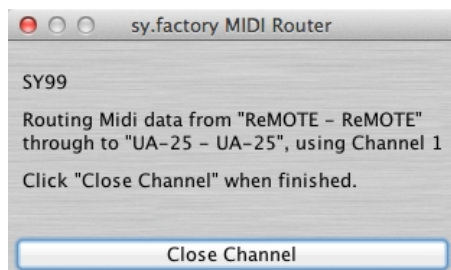 sy.factory MIDI Router
SY99
Routing Midi data from "ReMOTE - ReMOTE"
through to "UA-25 - UA-25", using Channel 1
Click "Close Channel" when finished.
Close Channel